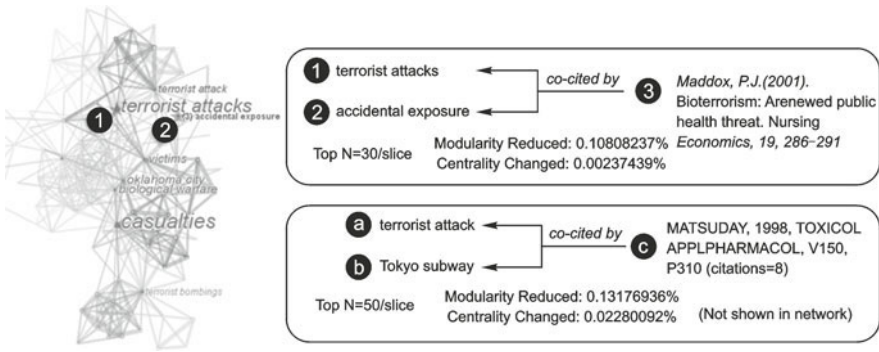 terrorist attack
terrorist attacks
1
2
(2) accidental exposure
victims
oklahoma city
biological warfare
casualties
terrorist bombings
1 terrorist attacks
2 accidental exposure
co-cited by
3
Maddox, P.J.(2001).
Bioterrorism: Arenewed public
health threat. Nursing
Economics, 19, 286-291
Top N=30/slice
Modularity Reduced: 0.10808237%
Centrality Changed: 0.00237439%
a terrorist attack
b Tokyo subway
co-cited by
c
MATSUDAY, 1998, TOXICOL
APPLPHARMACOL, V150,
P310 (citations=8)
Top N=50/slice
Modularity Reduced: 0.13176936%
Centrality Changed: 0.02280092%
(Not shown in network)